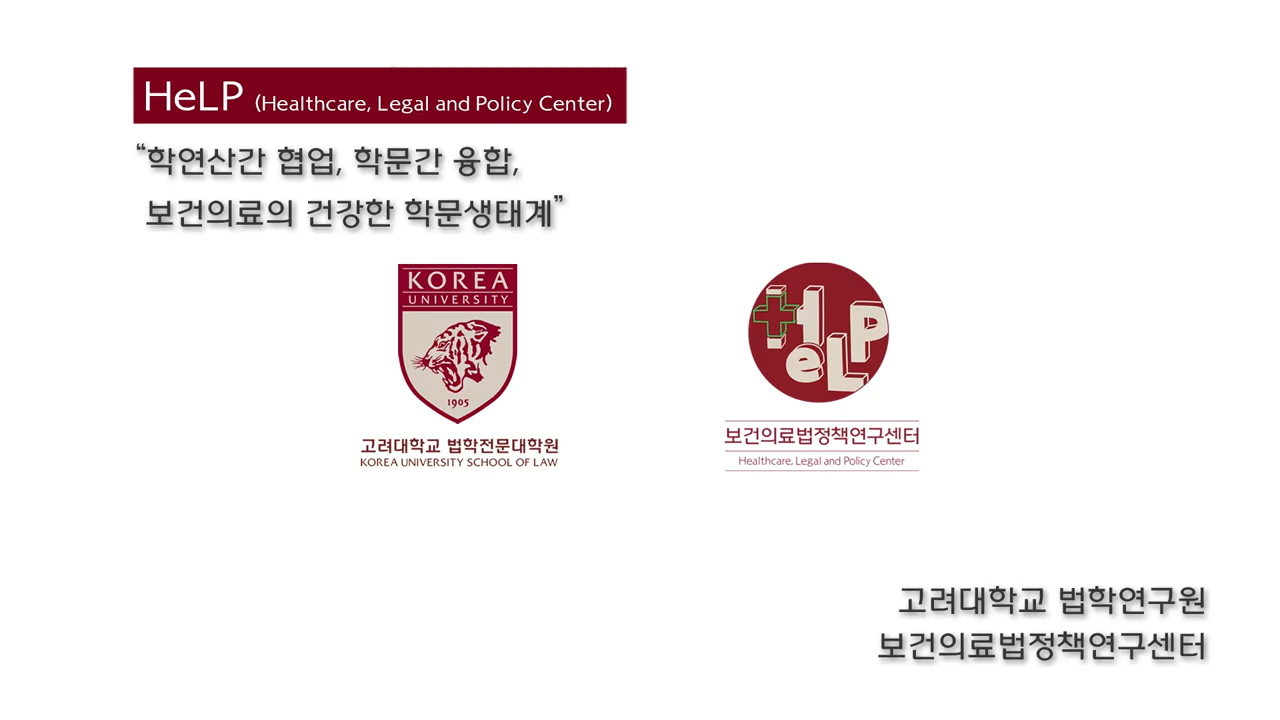 HeLP (Healthcare, Legal and Policy Center)
“학연산간 협업, 학문간 융합,
보건의료의 건강한 학문생태계”
KOREA
UNIVERSITY
1905
고려대학교 법학전문대학원
KOREA UNIVERSITY SCHOOL OF LAW
HeLP
보건의료법정책연구센터
Healthcare, Legal and Policy Center
고려대학교 법학연구원
보건의료법정책연구센터